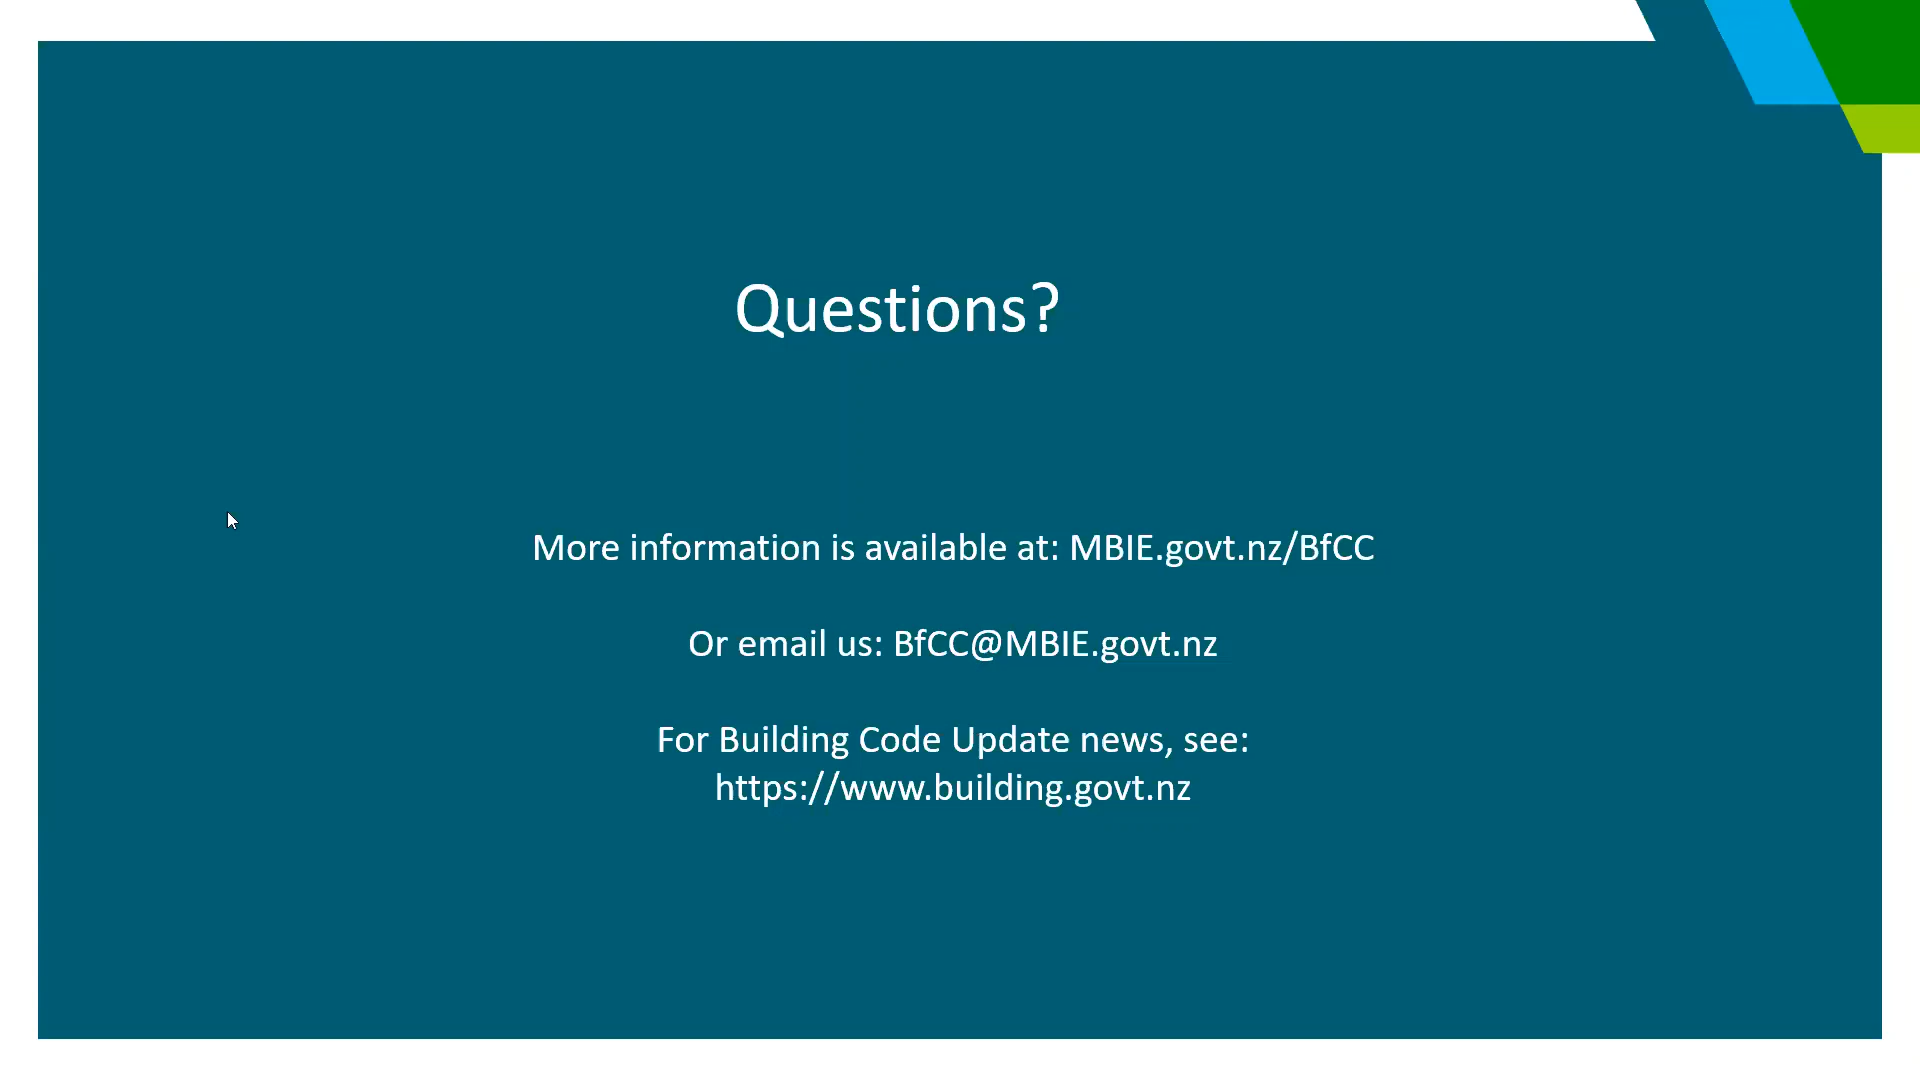 Questions?
More information is available at: MBIE.govt.nz/BfCC
Or email us: BfCC@MBIE.govt.nz
For Building Code Update news, see:
https://www.building.govt.nz